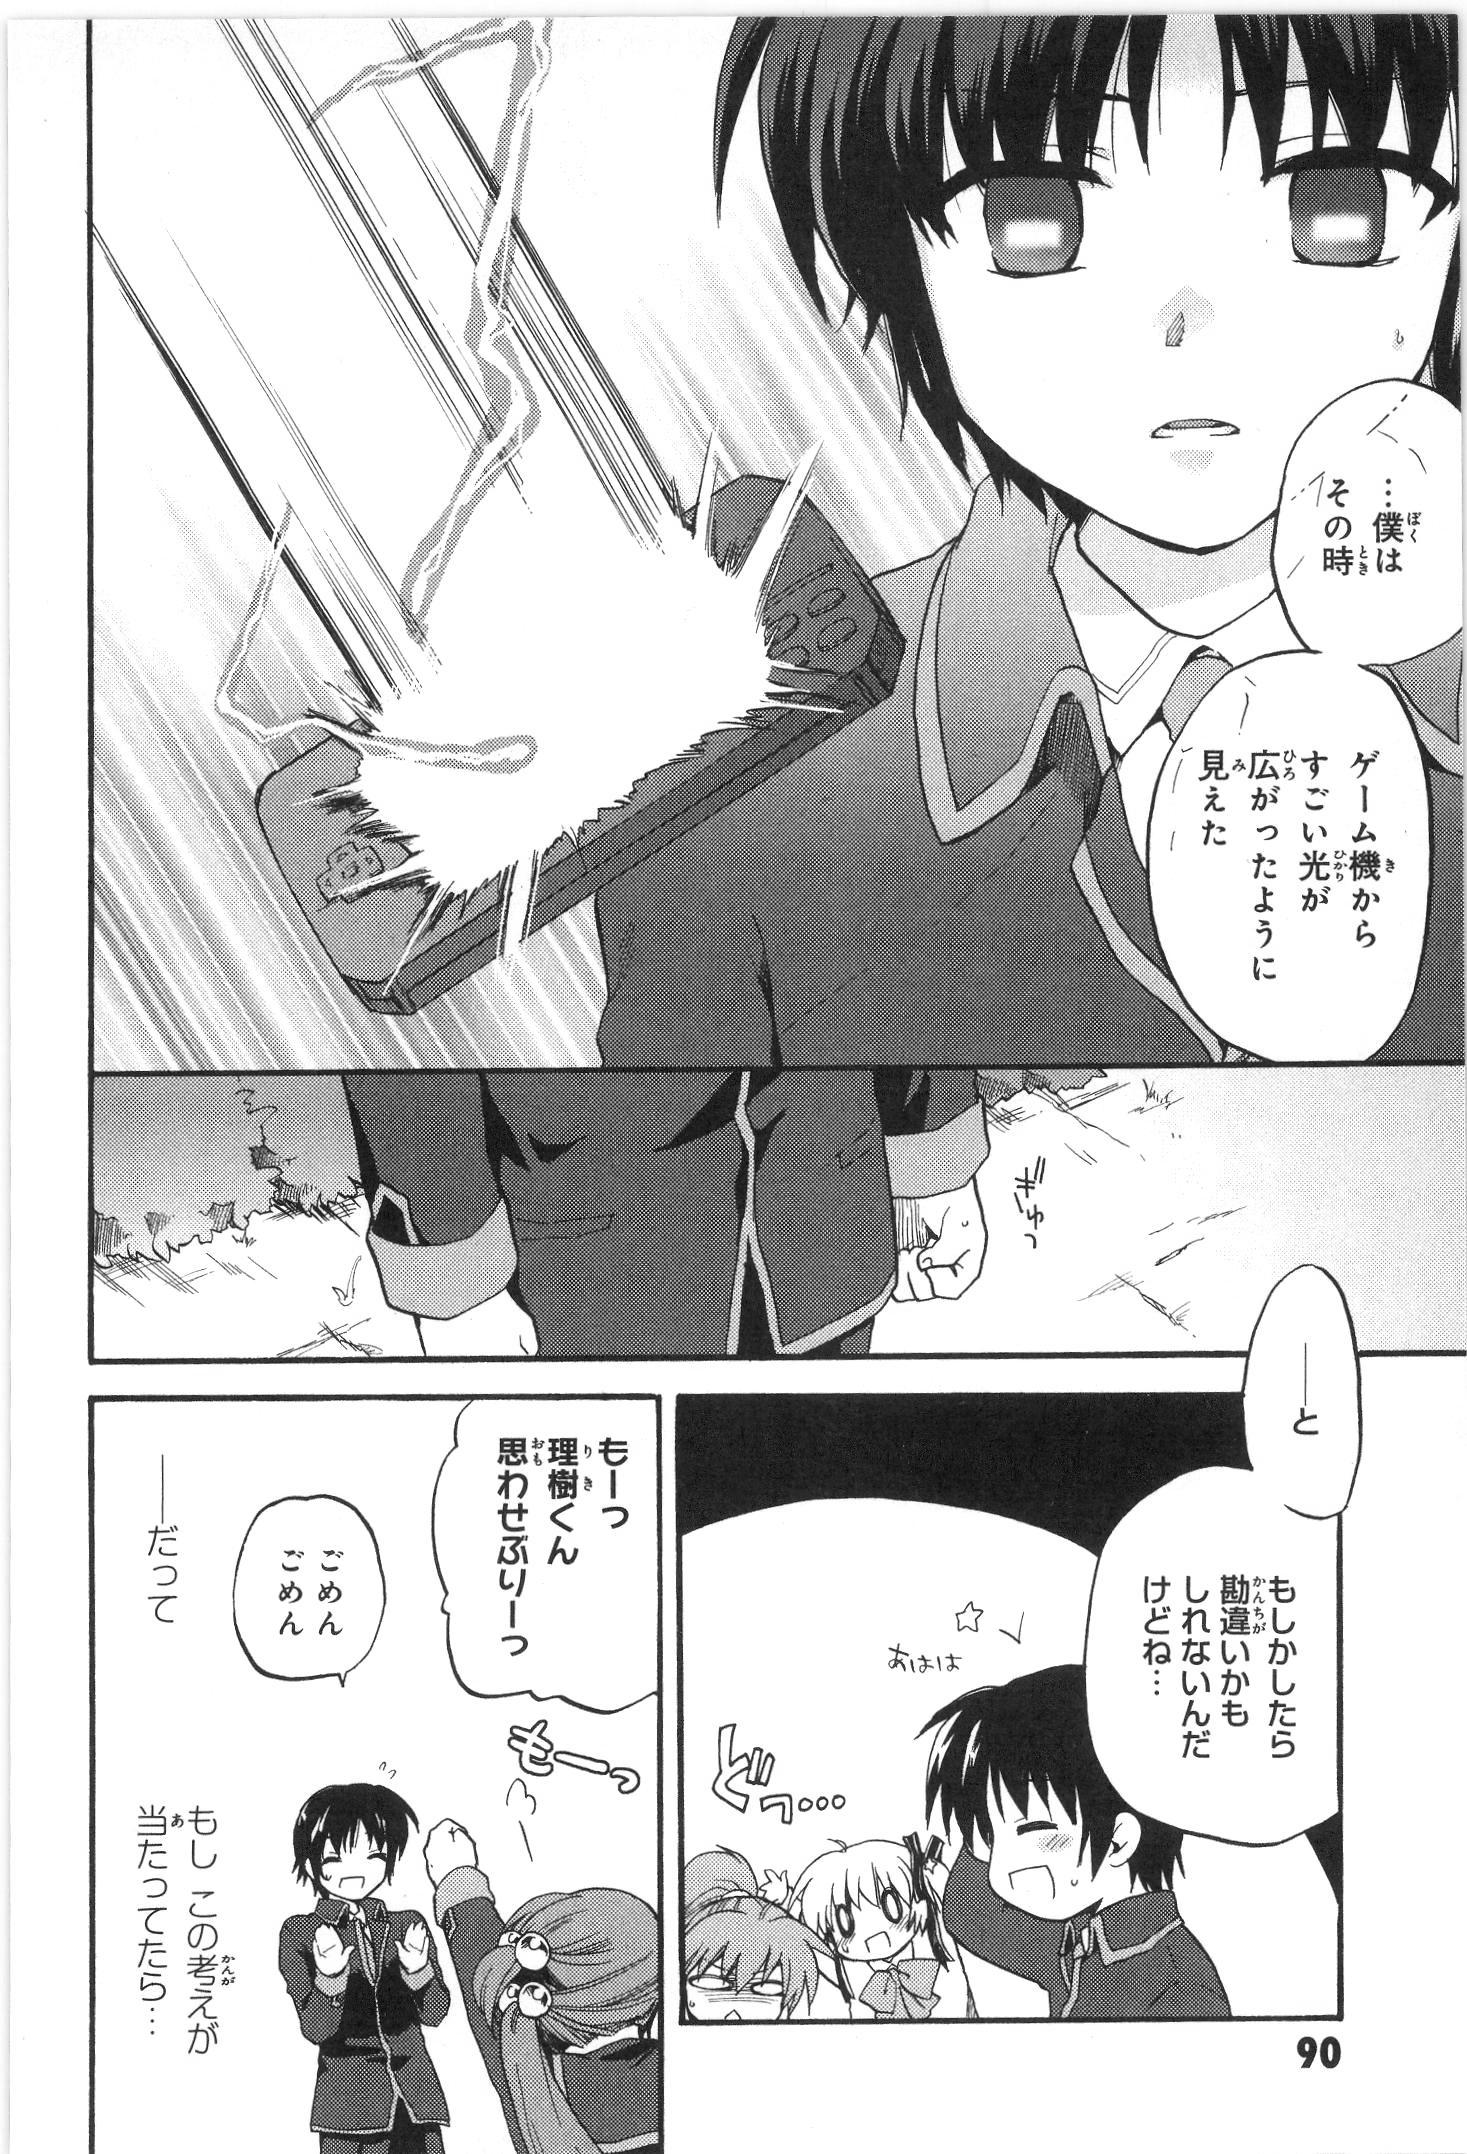 …僕は
その時
ゲーム機から
すごい光が
広がったように
見えた
ぎゅっ
――と
もしかしたら
勘違いかも
しれないんだ
けどね…
あはは
どっ…
もーっ
理樹くん
思わせぶりーっ
もーっ
ごめん
ごめん
――だって
もし この考えが
当たってたら…
90